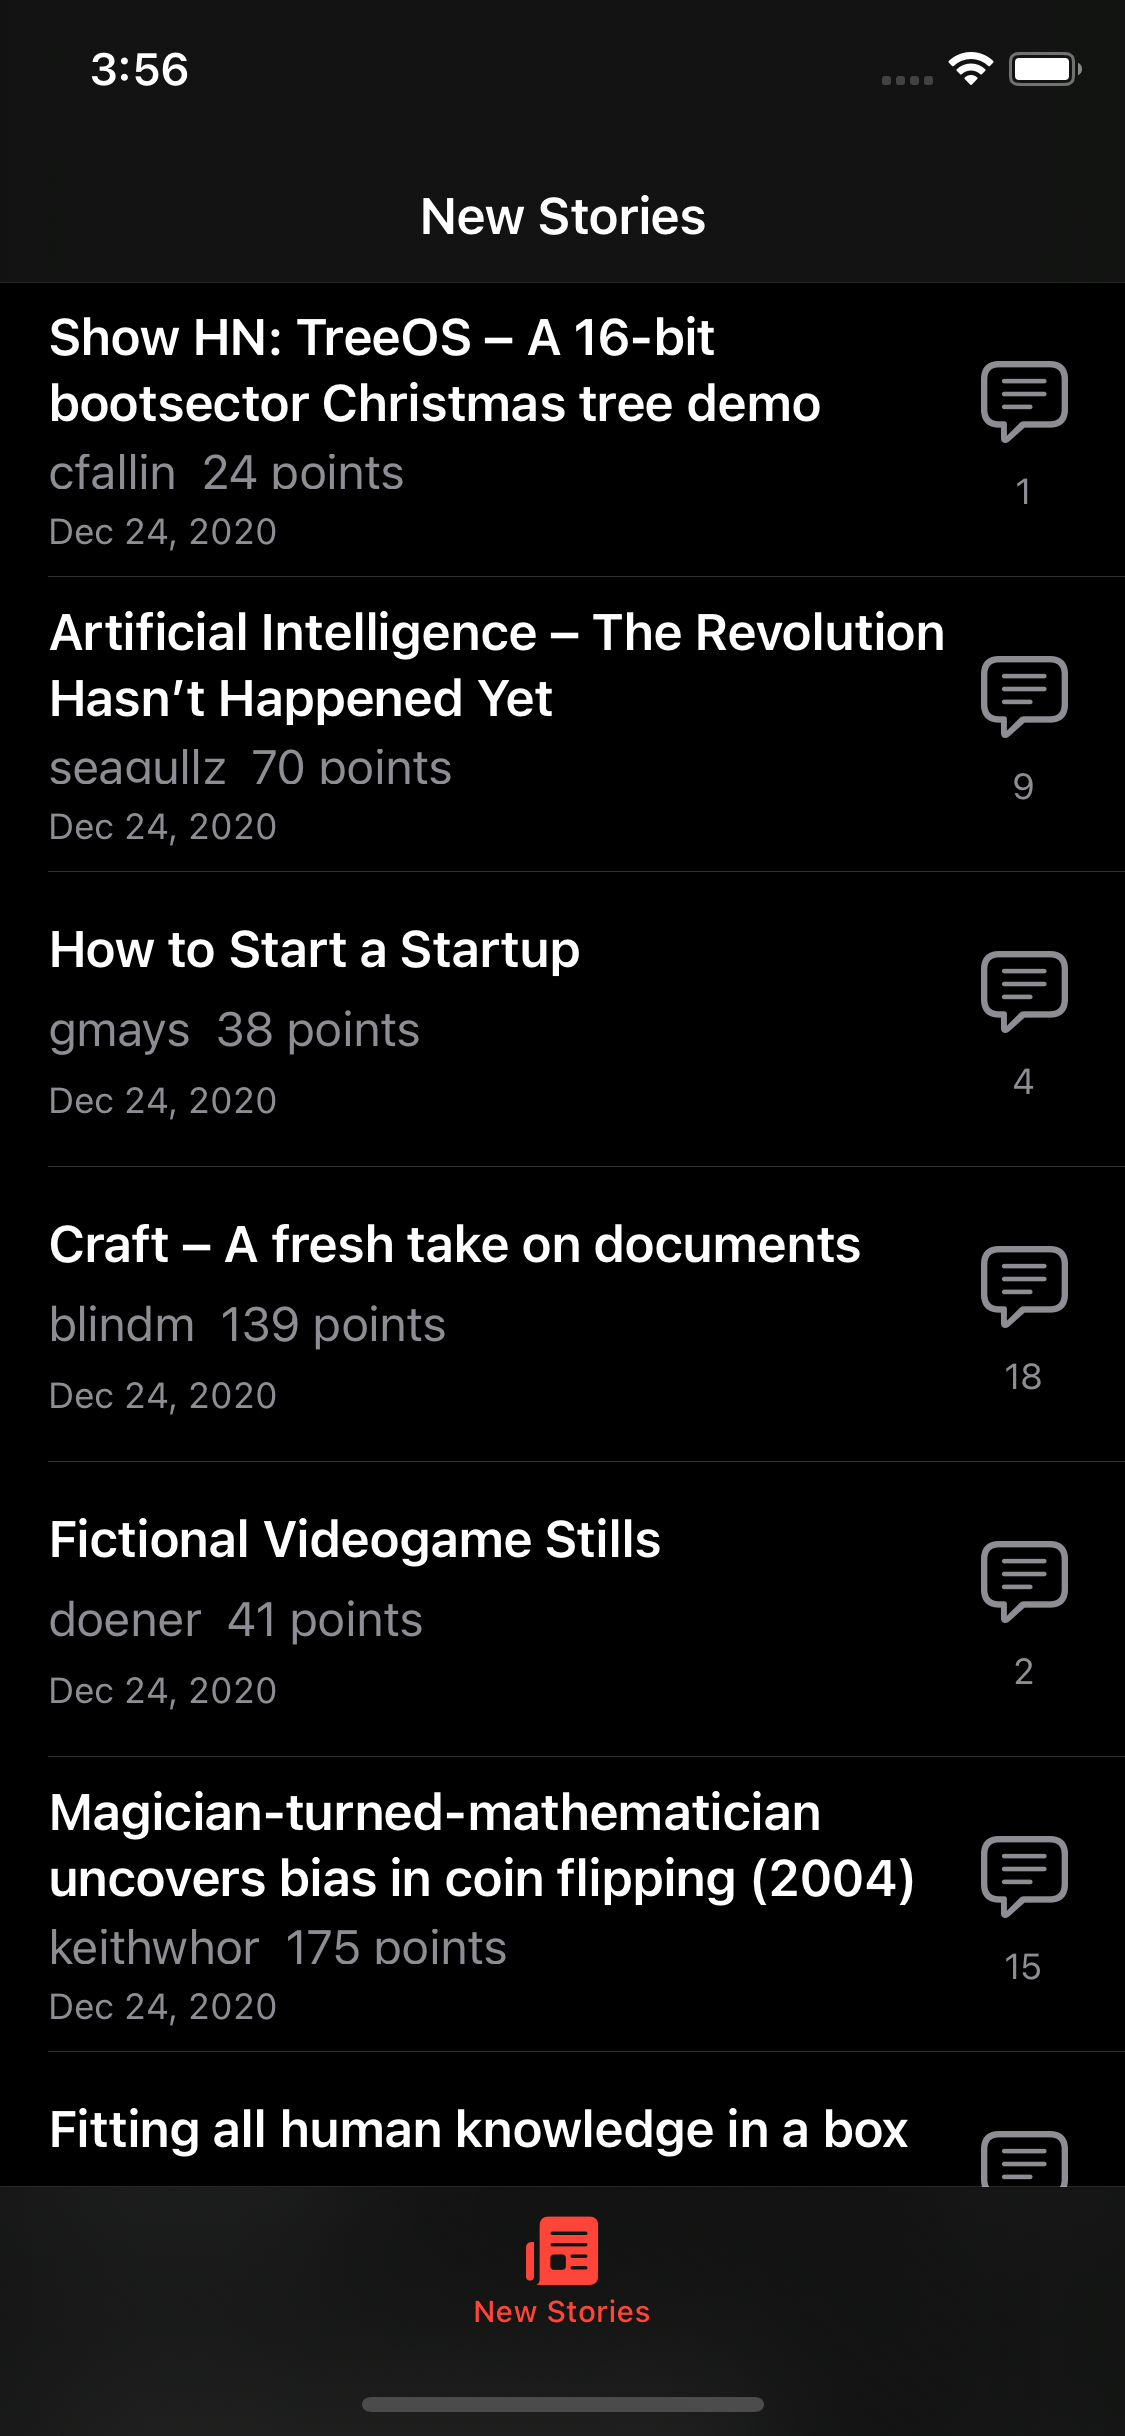 3:56
New Stories
Show HN: TreeOS – A 16-bit
bootsector Christmas tree demo
cfallin 24 points
Dec 24, 2020
1
Artificial Intelligence – The Revolution
Hasn’t Happened Yet
seagullz 70 points
Dec 24, 2020
9
How to Start a Startup
gmays 38 points
Dec 24, 2020
4
Craft – A fresh take on documents
blindm 139 points
Dec 24, 2020
18
Fictional Videogame Stills
doener 41 points
Dec 24, 2020
2
Magician-turned-mathematician
uncovers bias in coin flipping (2004)
keithwhor 175 points
Dec 24, 2020
15
Fitting all human knowledge in a box
New Stories